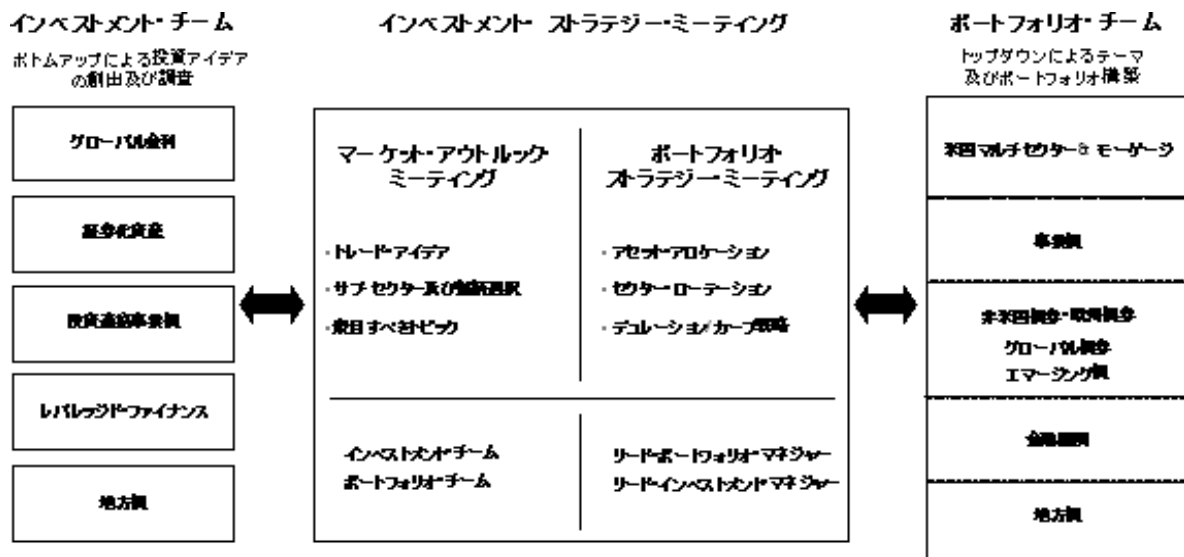 インベストメント・チーム
ボトムアップによる投資アイデア
の創出及び調査
グローバル金利
証券化資産
投資適格事業債
レバレッジド・ファイナンス
地方債
インベストメント・ストラテジー・ミーティング
マーケット・アウトルック・
ミーティング
・トレード・アイデア
・サブセクター及び銘柄選択
・注目すべきトピック
インベストメント・チーム
ポートフォリオ・チーム
ポートフォリオ・
ストラテジー・ミーティング
・アセット・アロケーション
・セクター・ローテーション
・デュレーション/カーブ戦略
リード・ポートフォリオ・マネジャー
リード・インベストメント・マネジャー
ポートフォリオ・チーム
トップダウンによるテーマ
及びポートフォリオ構築
米国マルチセクター& モーゲージ
事業債
非米国債券・欧州債券
グローバル債券
エマージング債
金融機関
地方債